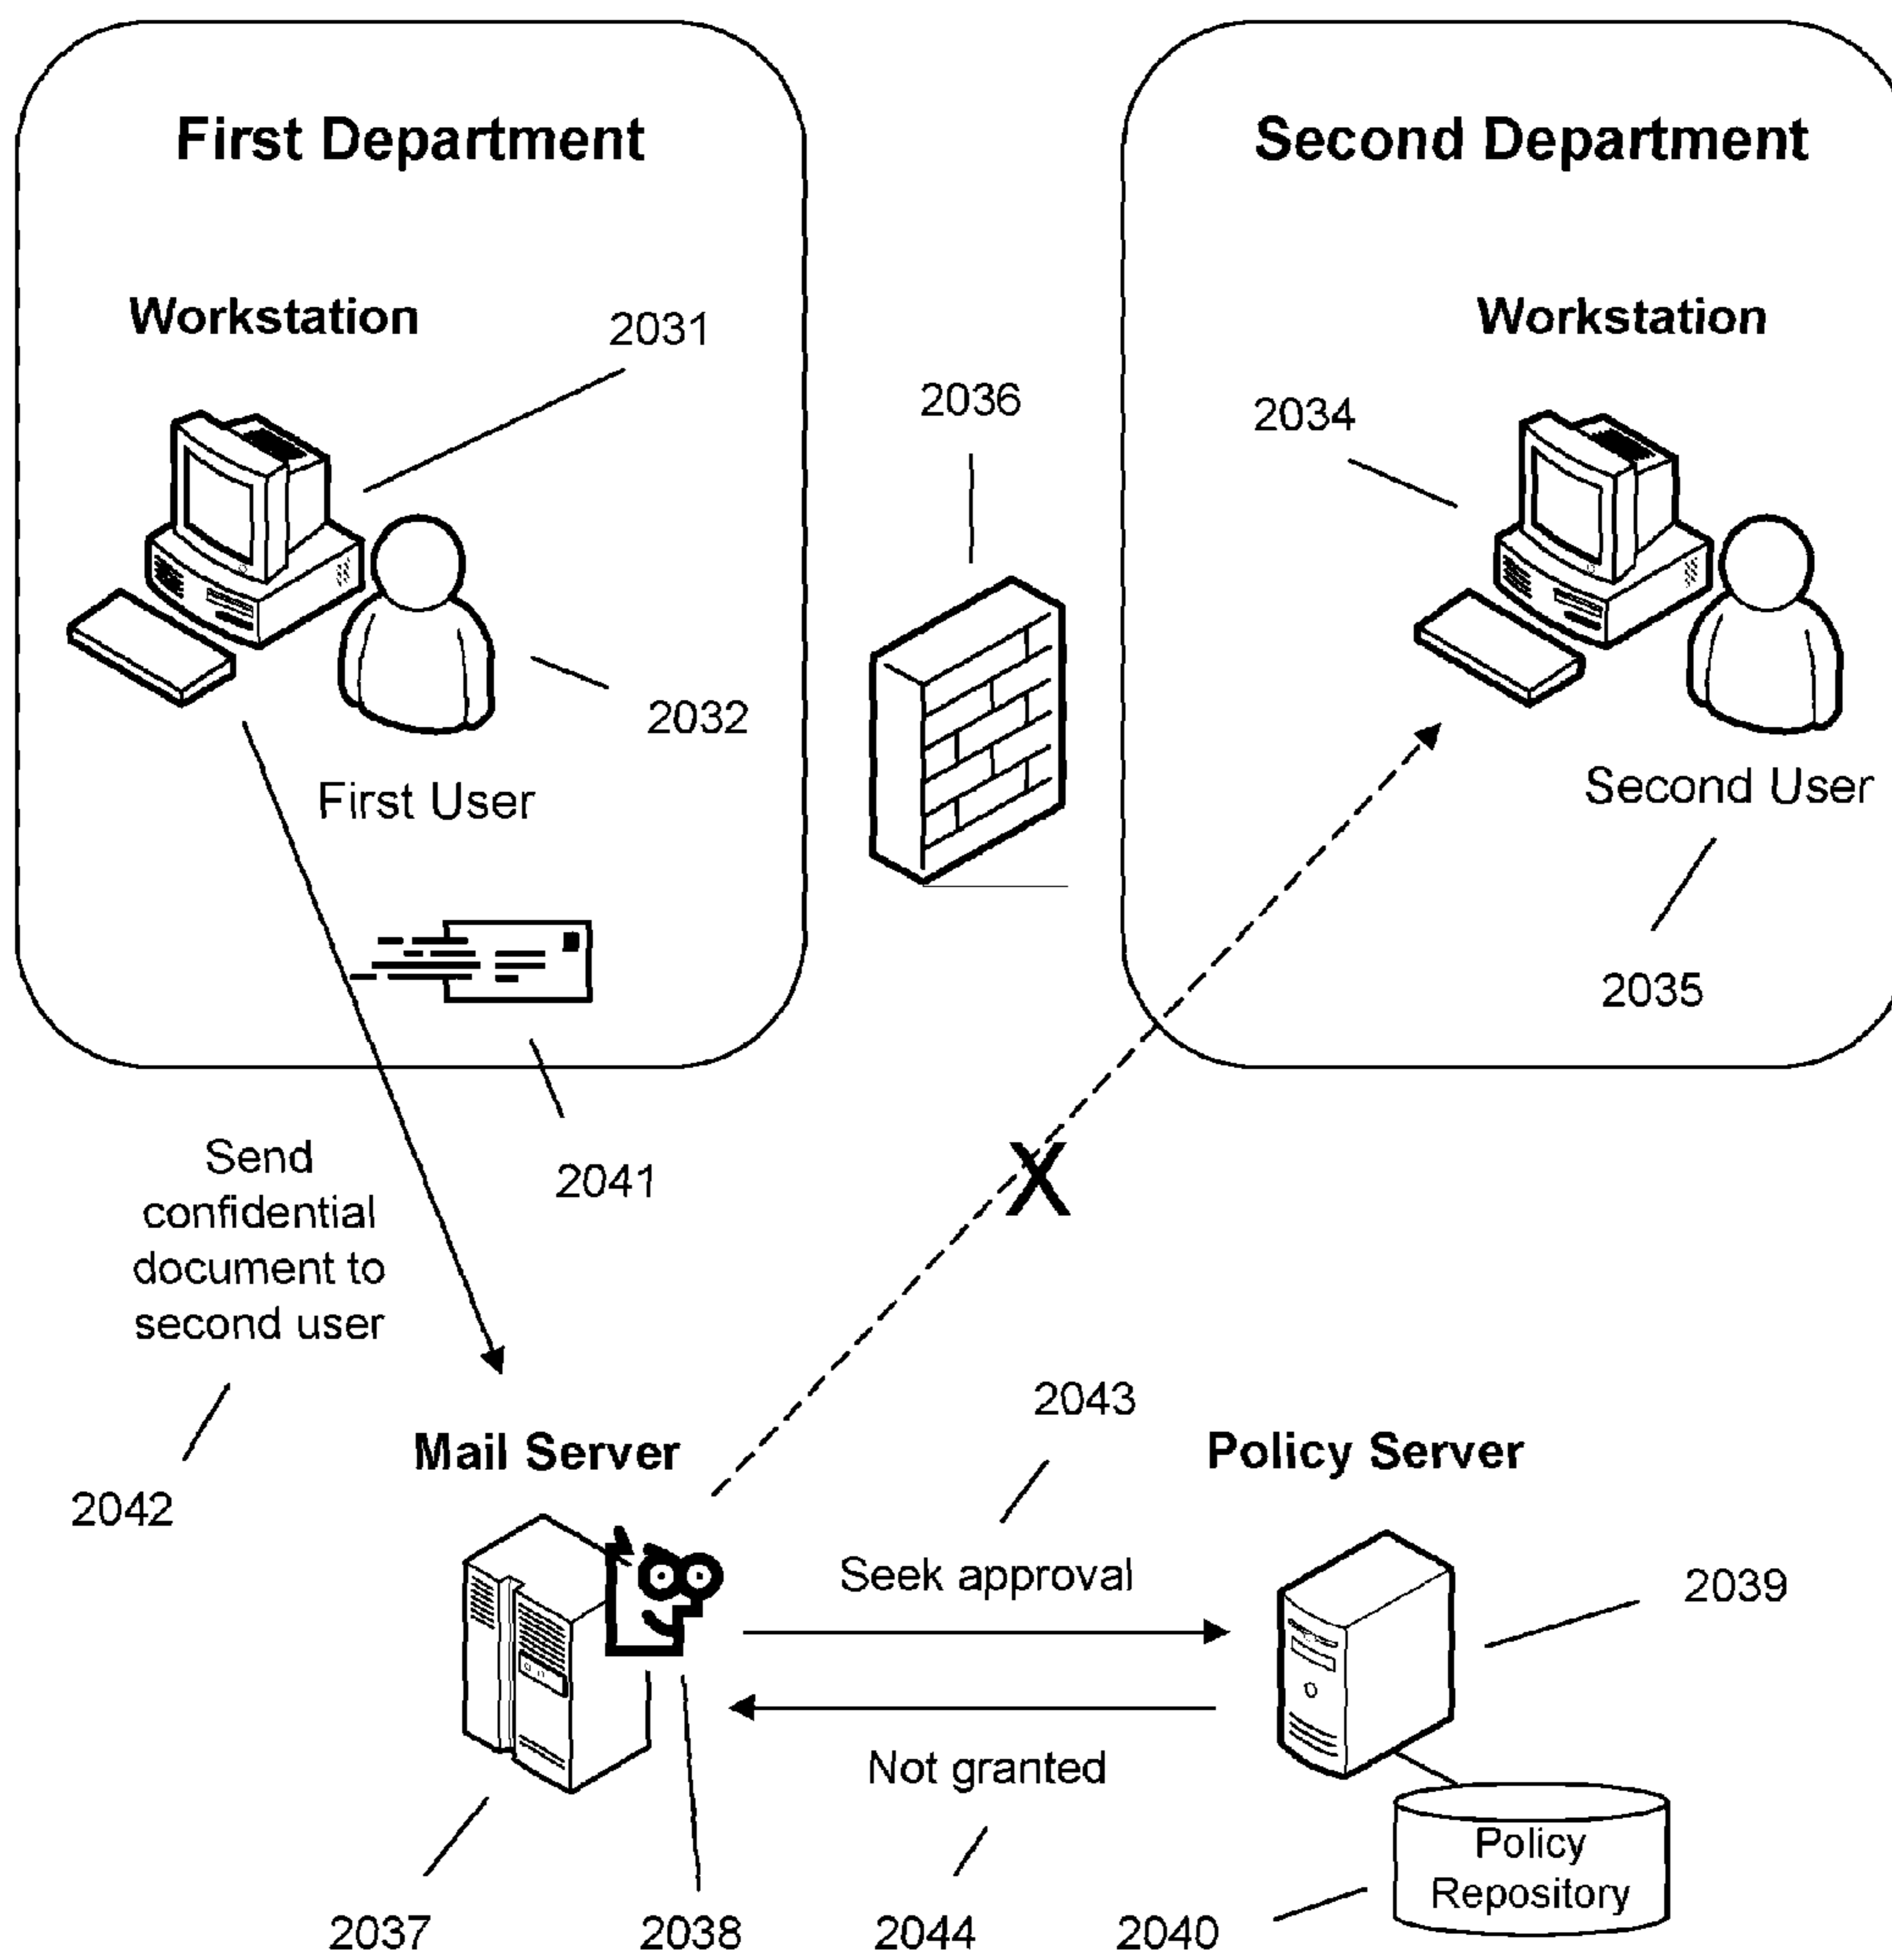 First Department
Second Department
Workstation
2031
Workstation
2036
2034
2032
First User
Second User
2035
2041
Send
confidential
document to
second user
X
2043
2042
Mail Server
Policy Server
Seek approval
2039
Not granted
Policy
Repository
2037
2038
2044
2040